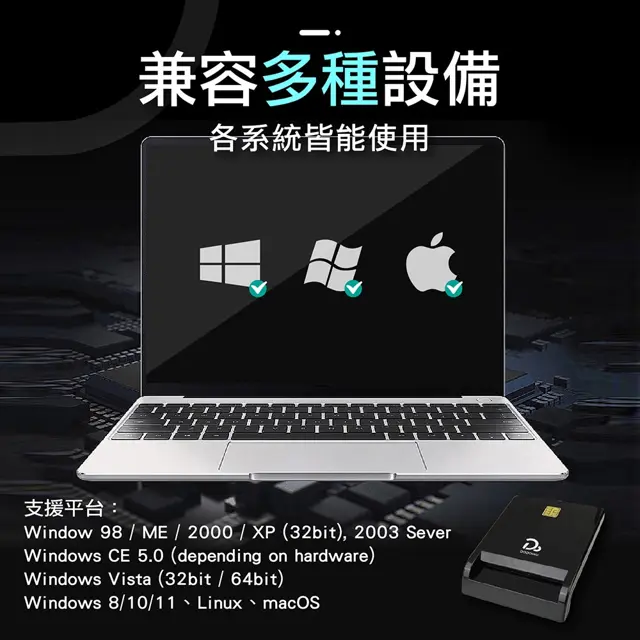 兼容多種設備
各系統皆能使用
支援平台：
Window 98 / ME / 2000 / XP (32bit), 2003 Sever
Windows CE 5.0 (depending on hardware)
Windows Vista (32bit / 64bit)
Windows 8/10/11、Linux、macOS